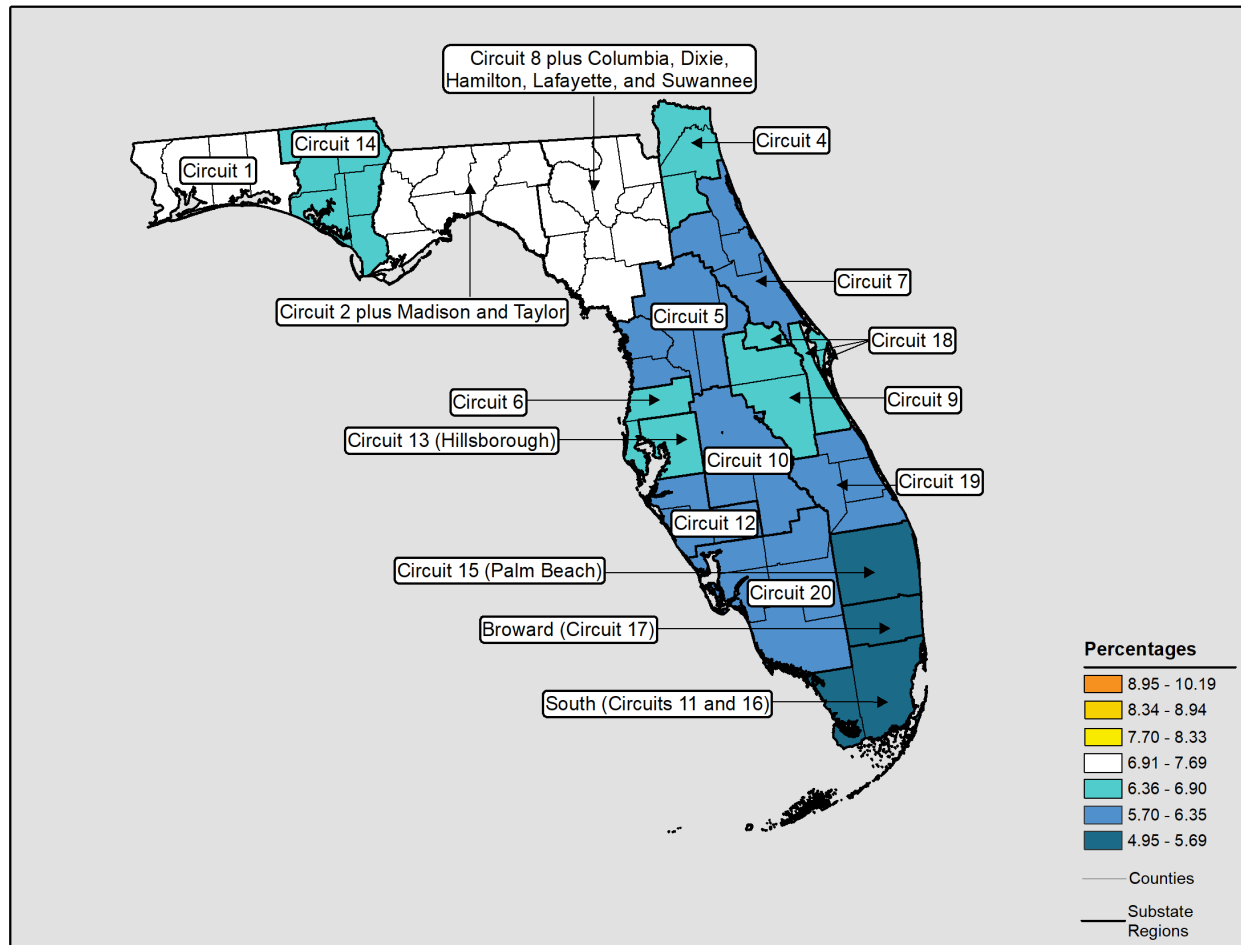 Circuit 8 plus Columbia, Dixie,
Hamilton, Lafayette, and Suwannee
Circuit 14
Circuit 4
Circuit 1
Circuit 7
Circuit 2 plus Madison and Taylor
Circuit 5
Circuit 18
Circuit 6
Circuit 9
Circuit 13 (Hillsborough)
Circuit 10
Circuit 19
Circuit 12
Circuit 15 (Palm Beach)
Circuit 20
Broward (Circuit 17)
South (Circuits 11 and 16)
Percentages
8.95 - 10.19
8.34 - 8.94
7.70 - 8.33
6.91 - 7.69
6.36 - 6.90
5.70 - 6.35
4.95 - 5.69
Counties
Substate
Regions